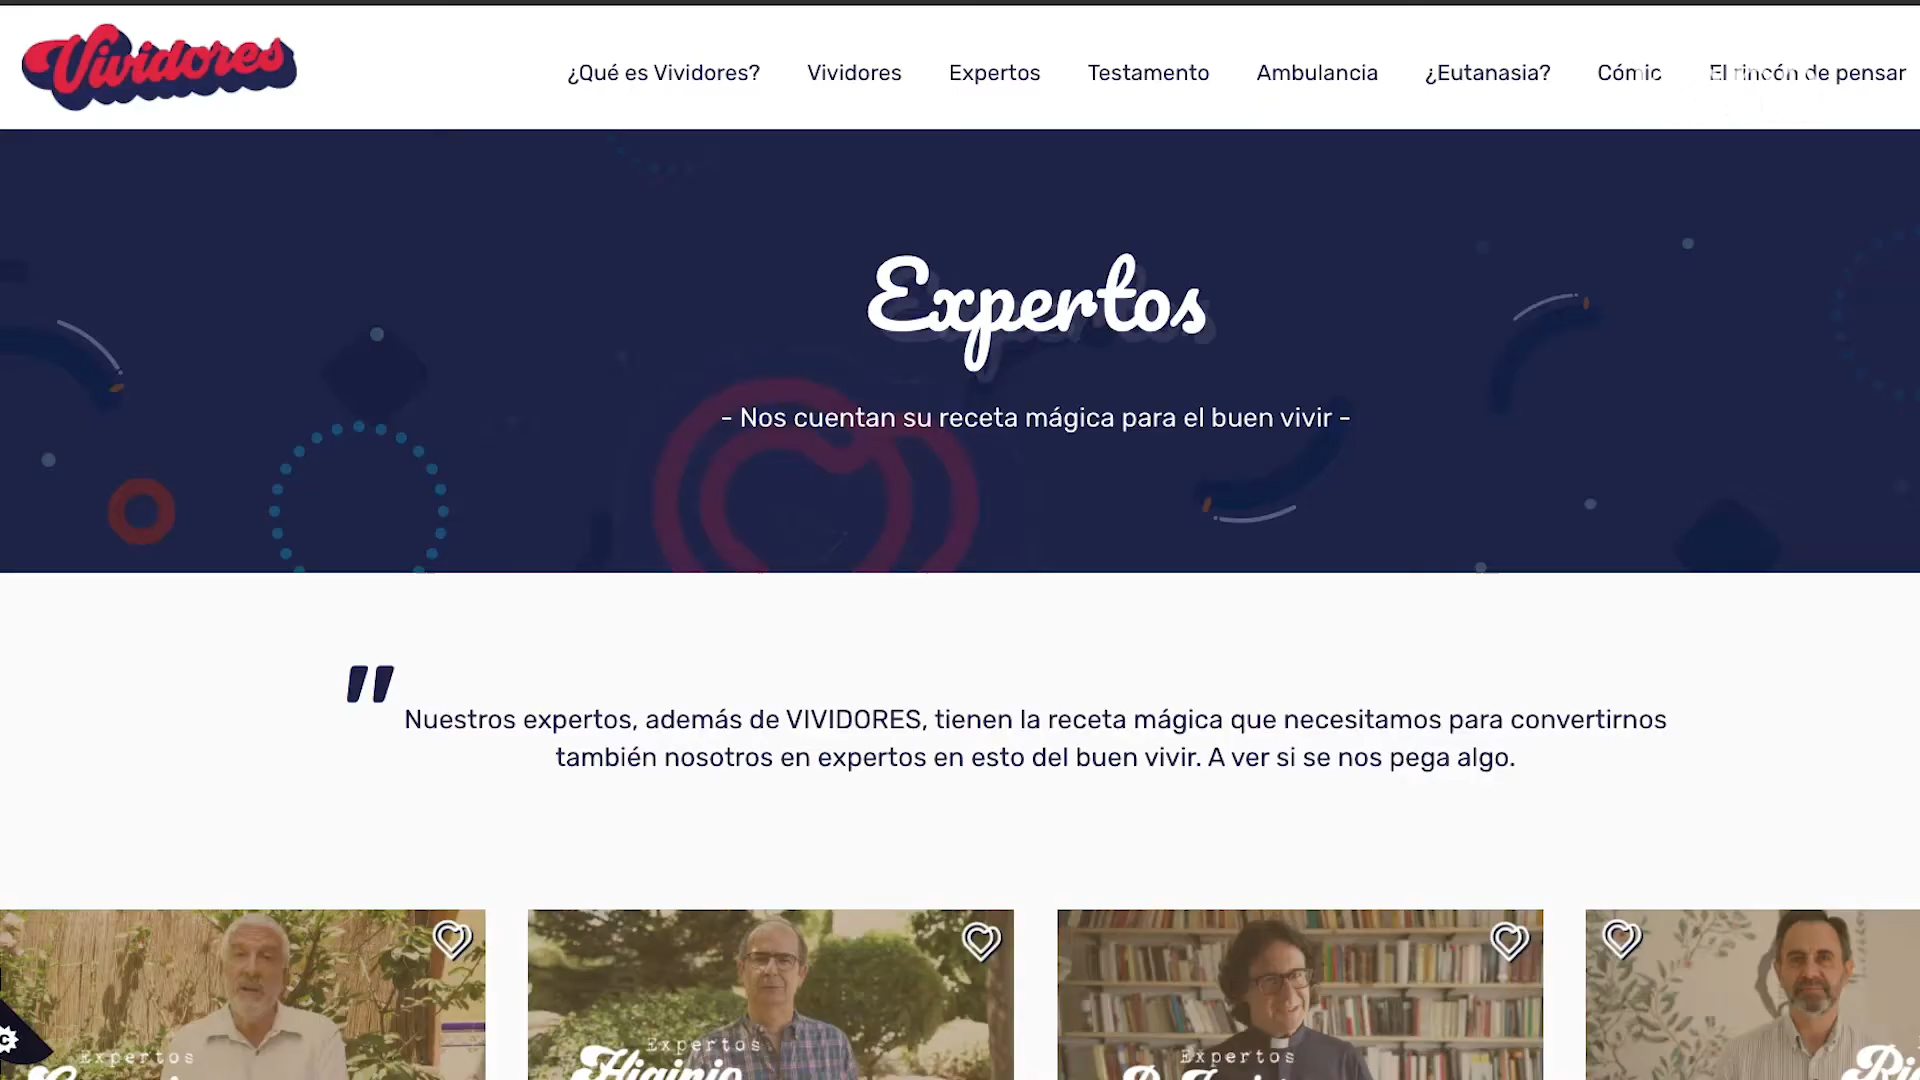 Vividores
¿Qué es Vividores? Vividores Expertos Testamento Ambulancia ¿Eutanasia? Cómic El rincón de pensar
Expertos
- Nos cuentan su receta mágica para el buen vivir -
"
Nuestros expertos, además de VIVIDORES, tienen la receta mágica que necesitamos para convertirnos
también nosotros en expertos en esto del buen vivir. A ver si se nos pega algo.
Expertos
Expertos
Higinio
Expertos